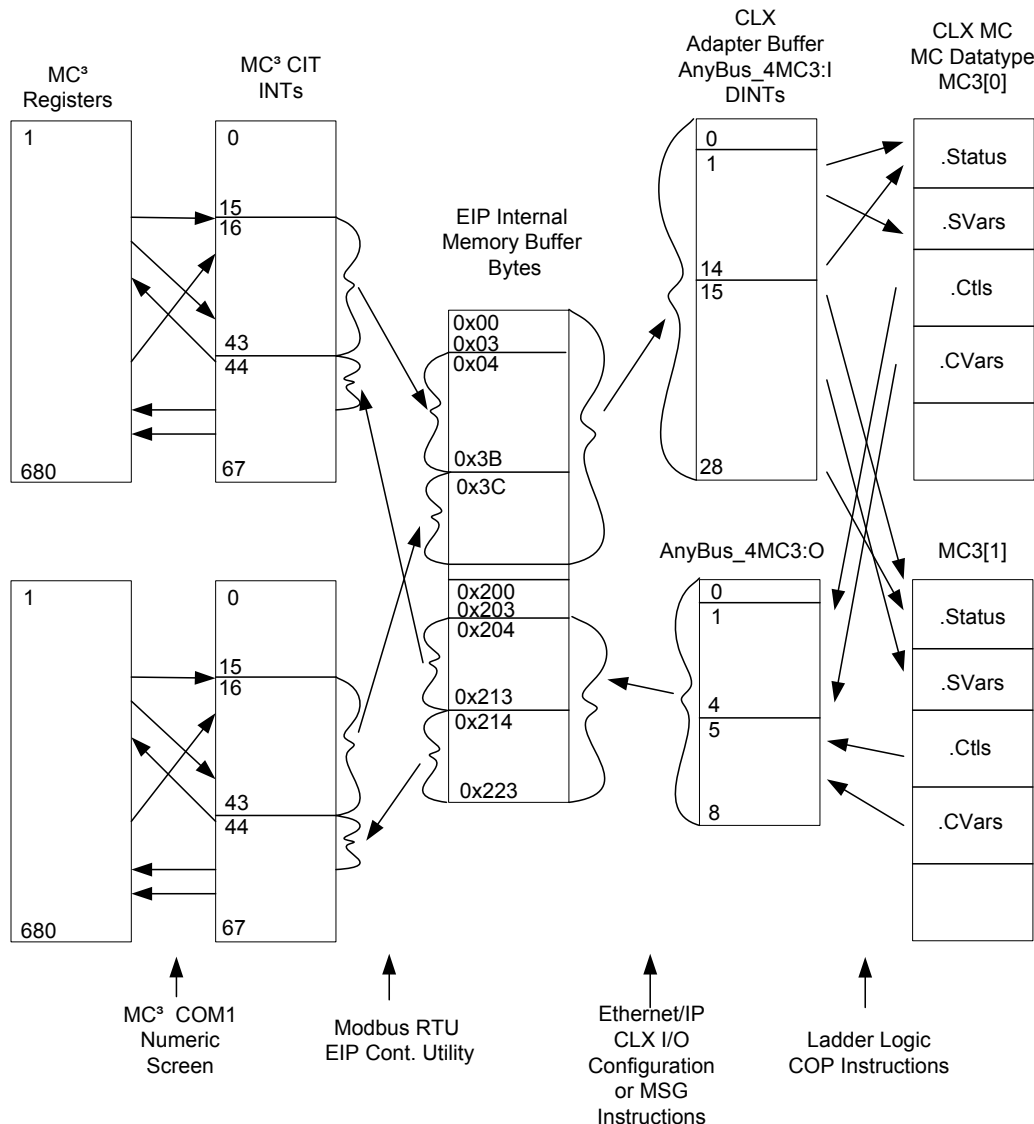 MC³
Registers
1
680
MC³ CIT
INTs
0
15
16
43
44
67
EIP Internal
Memory Buffer
Bytes
0x00
0x03
0x04
0x3B
0x3C
0x200
0x203
0x204
0x213
0x214
0x223
CLX
Adapter Buffer
AnyBus_4MC3:I
DINTs
0
1
14
15
28
CLX MC
MC Datatype
MC3[0]
.Status
.SVars
.Ctls
.CVars
1
680
0
15
16
43
44
67
AnyBus_4MC3:O
0
1
4
5
8
MC3[1]
.Status
.SVars
.Ctls
.CVars
MC³ COM1
Numeric
Screen
Modbus RTU
EIP Cont. Utility
Ethernet/IP
CLX I/O
Configuration
or MSG
Instructions
Ladder Logic
COP Instructions